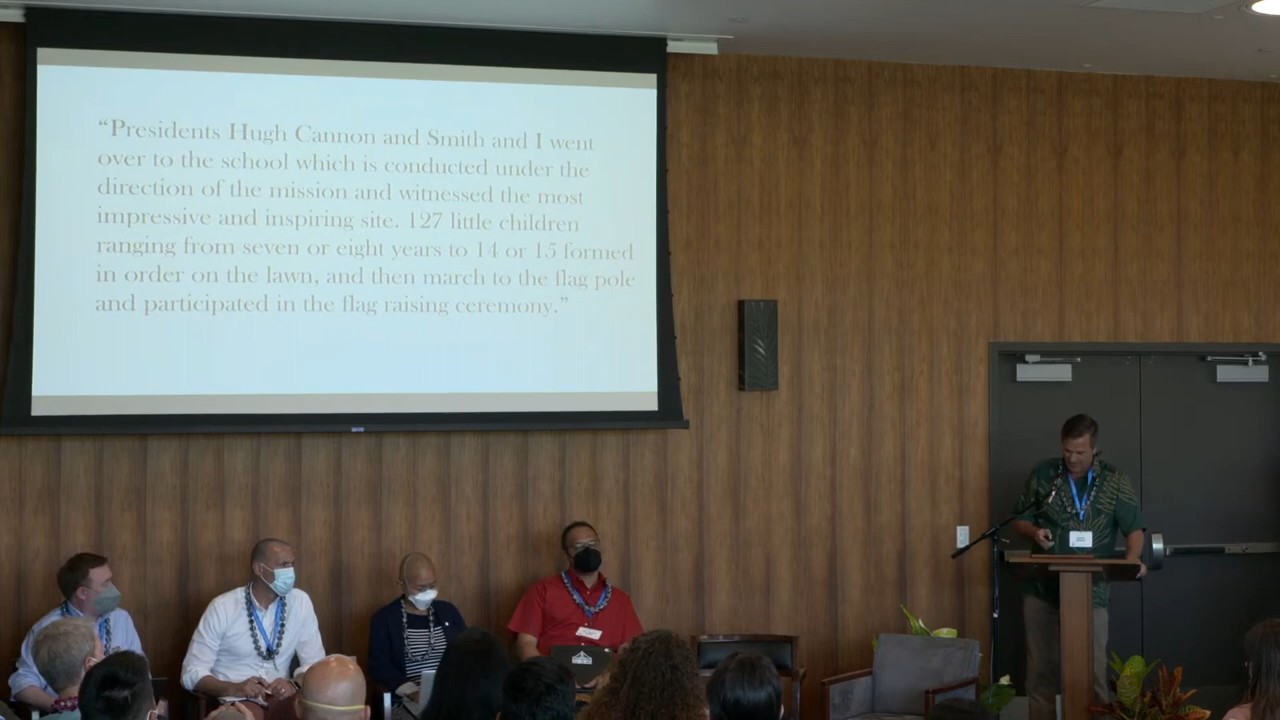 “Presidents Hugh Cannon and Smith and I went
over to the school which is conducted under the
direction of the mission and witnessed the most
impressive and inspiring site. 127 little children
ranging from seven or eight years to 14 or 15 formed
in order on the lawn, and then march to the flag pole
and participated in the flag raising ceremony.”